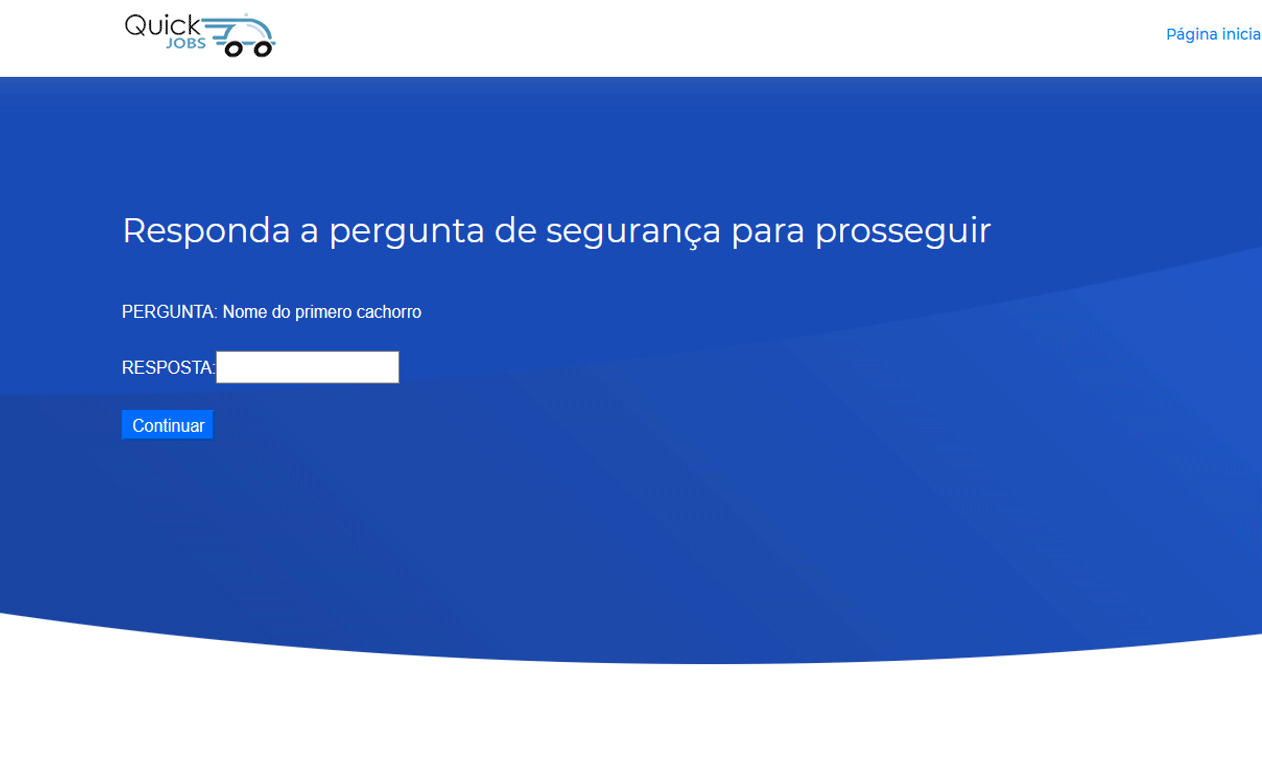 Quick
JOBS
Página inicia
Responda a pergunta de segurança para prosseguir
PERGUNTA: Nome do primero cachorro
RESPOSTA:
Continuar